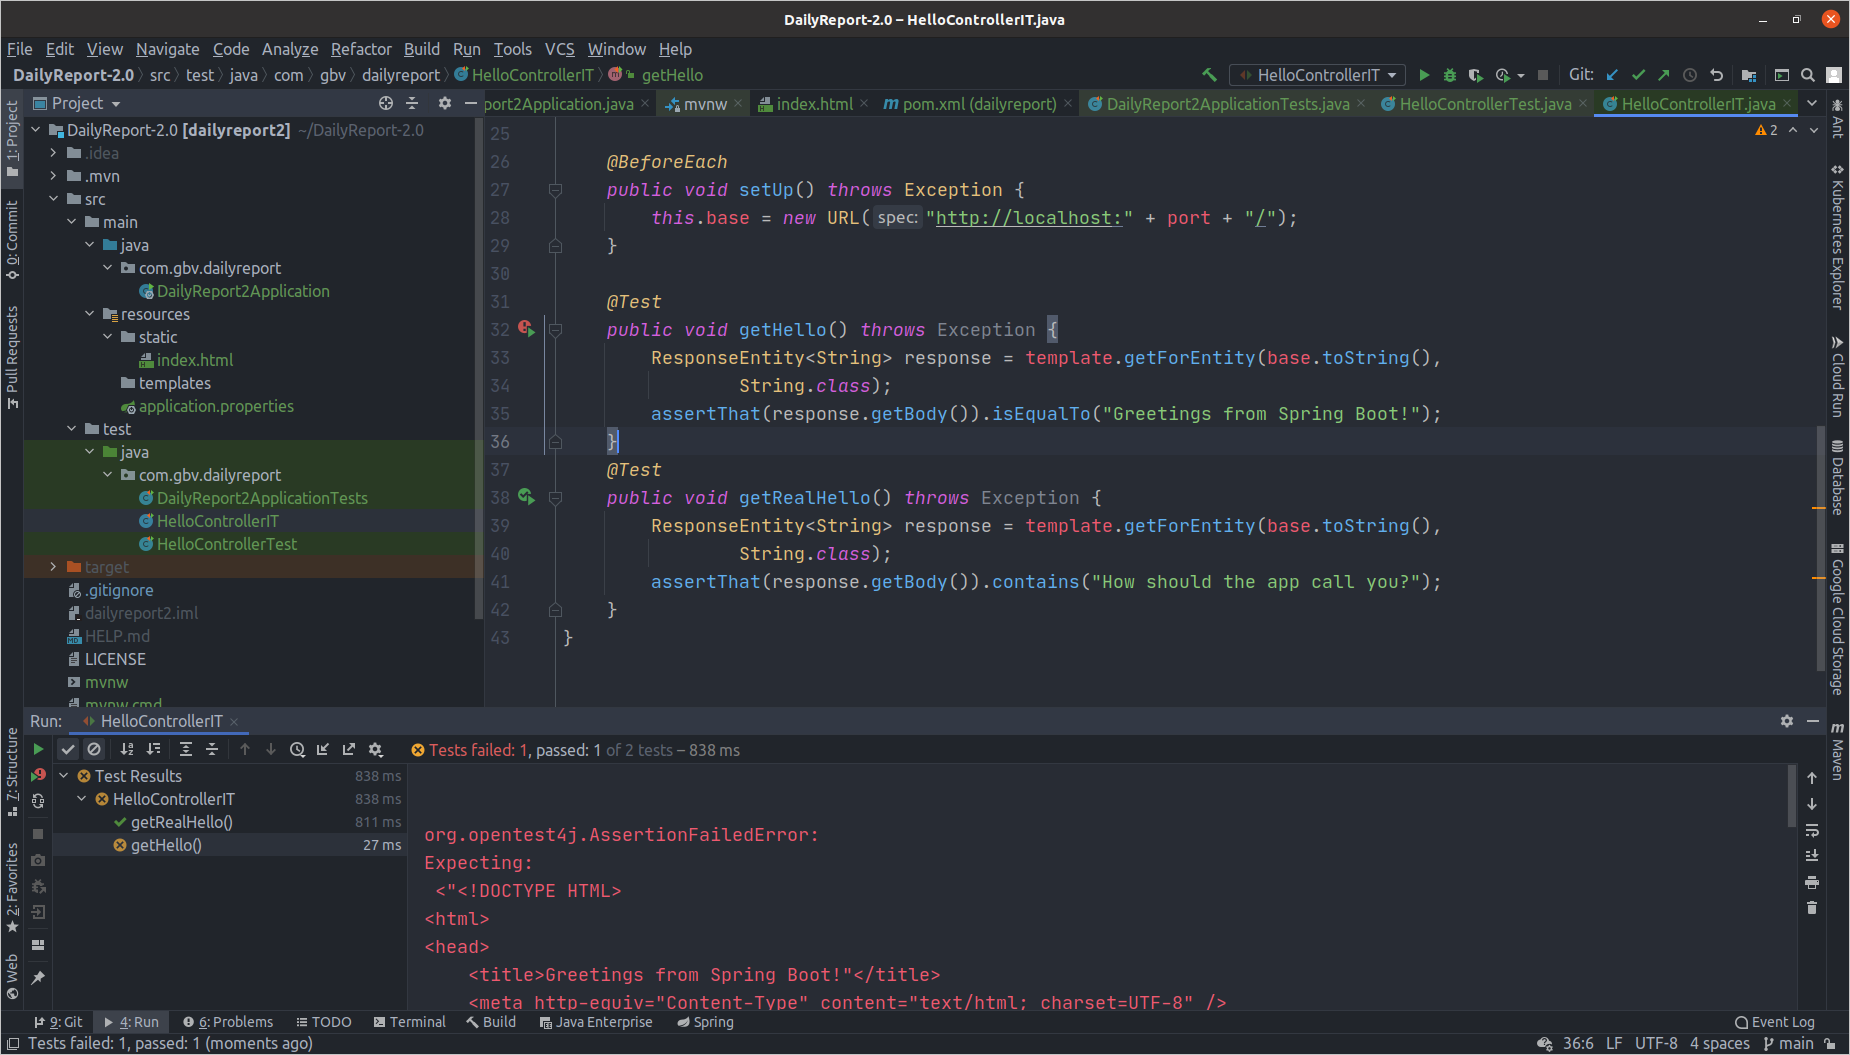 DailyReport-2.0 – HelloControllerIT.java
File Edit View Navigate Code Analyze Refactor Build Run Tools VCS Window Help
DailyReport-2.0 src test java com gbv dailyreport HelloControllerIT getHello
HelloControllerIT
Git:
Project
port2Application.java mvnw index.html pom.xml (dailyreport) DailyReport2ApplicationTests.java HelloControllerTest.java HelloControllerIT.java
1: Project
0: Commit
Pull Requests
7: Structure
2: Favorites
Web
DailyReport-2.0 [dailyreport2] ~/DailyReport-2.0
.idea
.mvn
src
main
java
com.gbv.dailyreport
DailyReport2Application
resources
static
index.html
templates
application.properties
test
java
com.gbv.dailyreport
DailyReport2ApplicationTests
HelloControllerIT
HelloControllerTest
target
.gitignore
dailyreport2.iml
HELP.md
LICENSE
mvnw
mvnw.cmd
2
25
26 @BeforeEach
27 public void setUp() throws Exception {
28 this.base = new URL( spec: "http://localhost:" + port + "/");
29 }
30
31 @Test
32 public void getHello() throws Exception {
33 ResponseEntity<String> response = template.getForEntity(base.toString(),
34 String.class);
35 assertThat(response.getBody()).isEqualTo("Greetings from Spring Boot!");
36 }
37 @Test
38 public void getRealHello() throws Exception {
39 ResponseEntity<String> response = template.getForEntity(base.toString(),
40 String.class);
41 assertThat(response.getBody()).contains("How should the app call you?");
42 }
43 }
Ant
Kubernetes Explorer
Cloud Run
Database
Google Cloud Storage
Maven
Run: HelloControllerIT
Tests failed: 1, passed: 1 of 2 tests – 838 ms
Test Results 838 ms
HelloControllerIT 838 ms
getRealHello() 811 ms
getHello() 27 ms
org.opentest4j.AssertionFailedError:
Expecting:
<"<!DOCTYPE HTML>
<html>
<head>
<title>Greetings from Spring Boot!"</title>
<meta http-equiv="Content-Type" content="text/html; charset=UTF-8" />
9: Git 4: Run 6: Problems TODO Terminal Build Java Enterprise Spring Event Log
Tests failed: 1, passed: 1 (moments ago) 36:6 LF UTF-8 4 spaces main